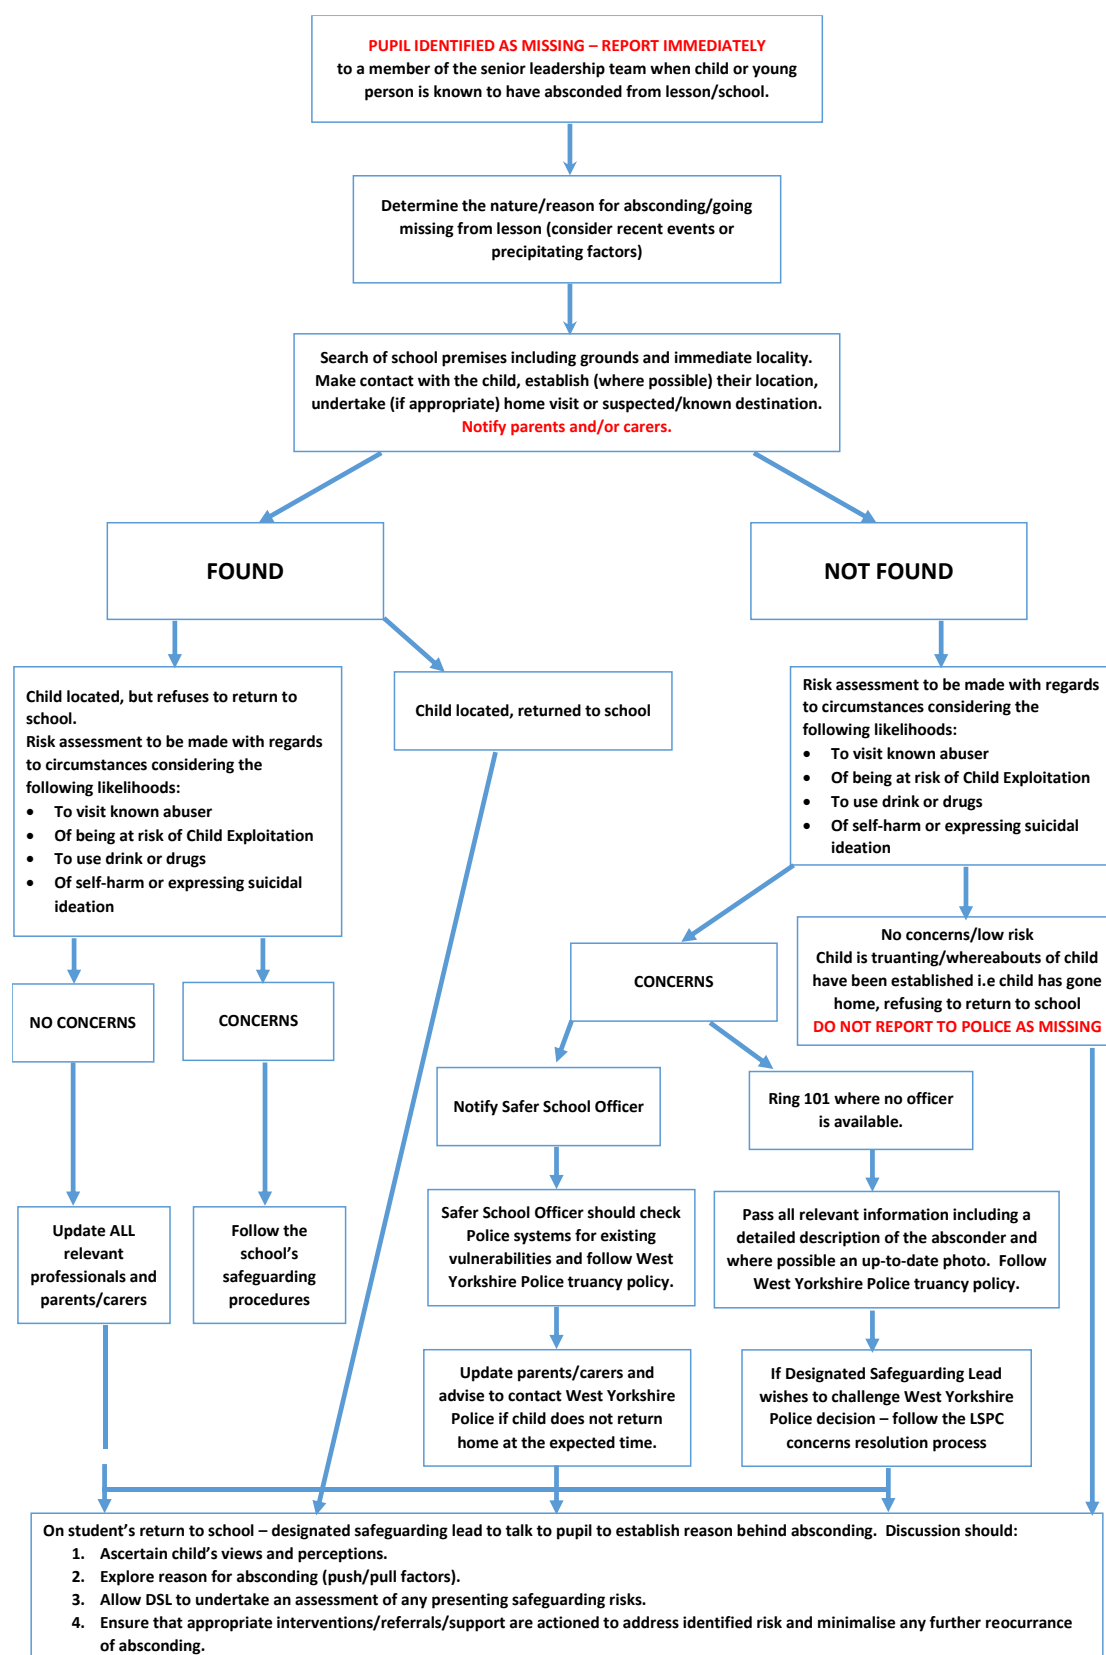 PUPIL IDENTIFIED AS MISSING – REPORT IMMEDIATELY
to a member of the senior leadership team when child or young
person is known to have absconded from lesson/school.
Determine the nature/reason for absconding/going
missing from lesson (consider recent events or
precipitating factors)
Search of school premises including grounds and immediate locality.
Make contact with the child, establish (where possible) their location,
undertake (if appropriate) home visit or suspected/known destination.
Notify parents and/or carers.
FOUND
NOT FOUND
Child located, but refuses to return to
school.
Risk assessment to be made with regards
to circumstances considering the
following likelihoods:
• To visit known abuser
• Of being at risk of Child Exploitation
• To use drink or drugs
• Of self-harm or expressing suicidal
ideation
Child located, returned to school
Risk assessment to be made with regards
to circumstances considering the
following likelihoods:
• To visit known abuser
• Of being at risk of Child Exploitation
• To use drink or drugs
• Of self-harm or expressing suicidal
ideation
NO CONCERNS
CONCERNS
CONCERNS
No concerns/low risk
Child is truanting/whereabouts of child
have been established i.e child has gone
home, refusing to return to school
DO NOT REPORT TO POLICE AS MISSING
Notify Safer School Officer
Ring 101 where no officer
is available.
Update ALL
relevant
professionals and
parents/carers
Follow the
school’s
safeguarding
procedures
Safer School Officer should check
Police systems for existing
vulnerabilities and follow West
Yorkshire Police truancy policy.
Pass all relevant information including a
detailed description of the absconder and
where possible an up-to-date photo.  Follow
West Yorkshire Police truancy policy.
Update parents/carers and
advise to contact West Yorkshire
Police if child does not return
home at the expected time.
If Designated Safeguarding Lead
wishes to challenge West Yorkshire
Police decision – follow the LSPC
concerns resolution process
On student’s return to school – designated safeguarding lead to talk to pupil to establish reason behind absconding.  Discussion should:
1. Ascertain child’s views and perceptions.
2. Explore reason for absconding (push/pull factors).
3. Allow DSL to undertake an assessment of any presenting safeguarding risks.
4. Ensure that appropriate interventions/referrals/support are actioned to address identified risk and minimalise any further reocurrance
of absconding.